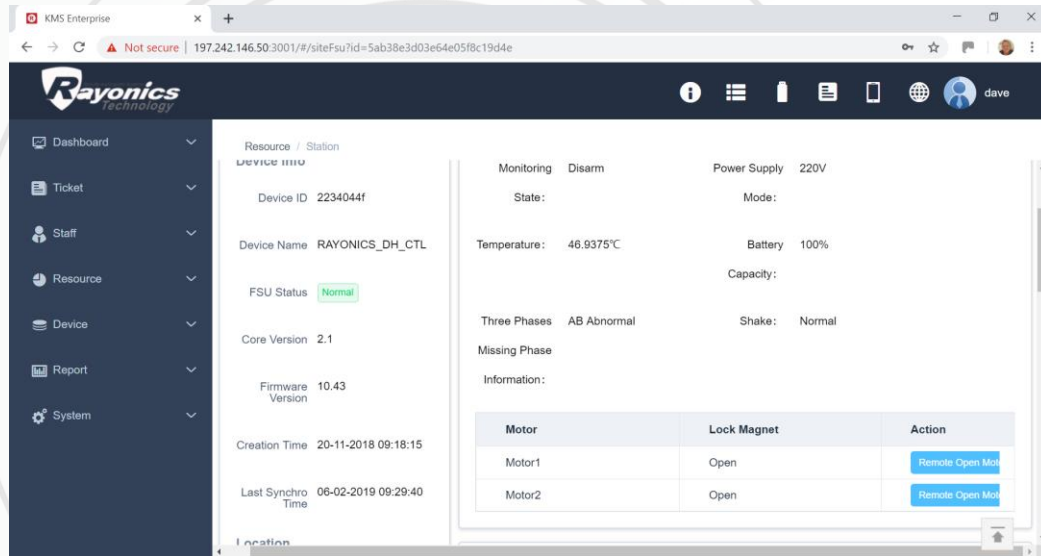 KMS Enterprise
Not secure | 197.242.146.50:3001/#/siteFsu?id=5ab38e3d03e64e05f8c19d4e
Rayonics
Technology
dave
Dashboard
Ticket
Staff
Resource
Device
Report
System
Resource / Station
Device Info
Device ID 2234044f
Device Name RAYONICS_DH_CTL
FSU Status Normal
Core Version 2.1
Firmware 10.43
Version
Creation Time 20-11-2018 09:18:15
Last Synchro 06-02-2019 09:29:40
Time
Location
Monitoring Disarm Power Supply 220V
State: Mode:
Temperature: 46.9375℃ Battery 100%
Capacity:
Three Phases AB Abnormal Shake: Normal
Missing Phase
Information:
Motor Lock Magnet Action
Motor1 Open Remote Open Mot
Motor2 Open Remote Open Mot